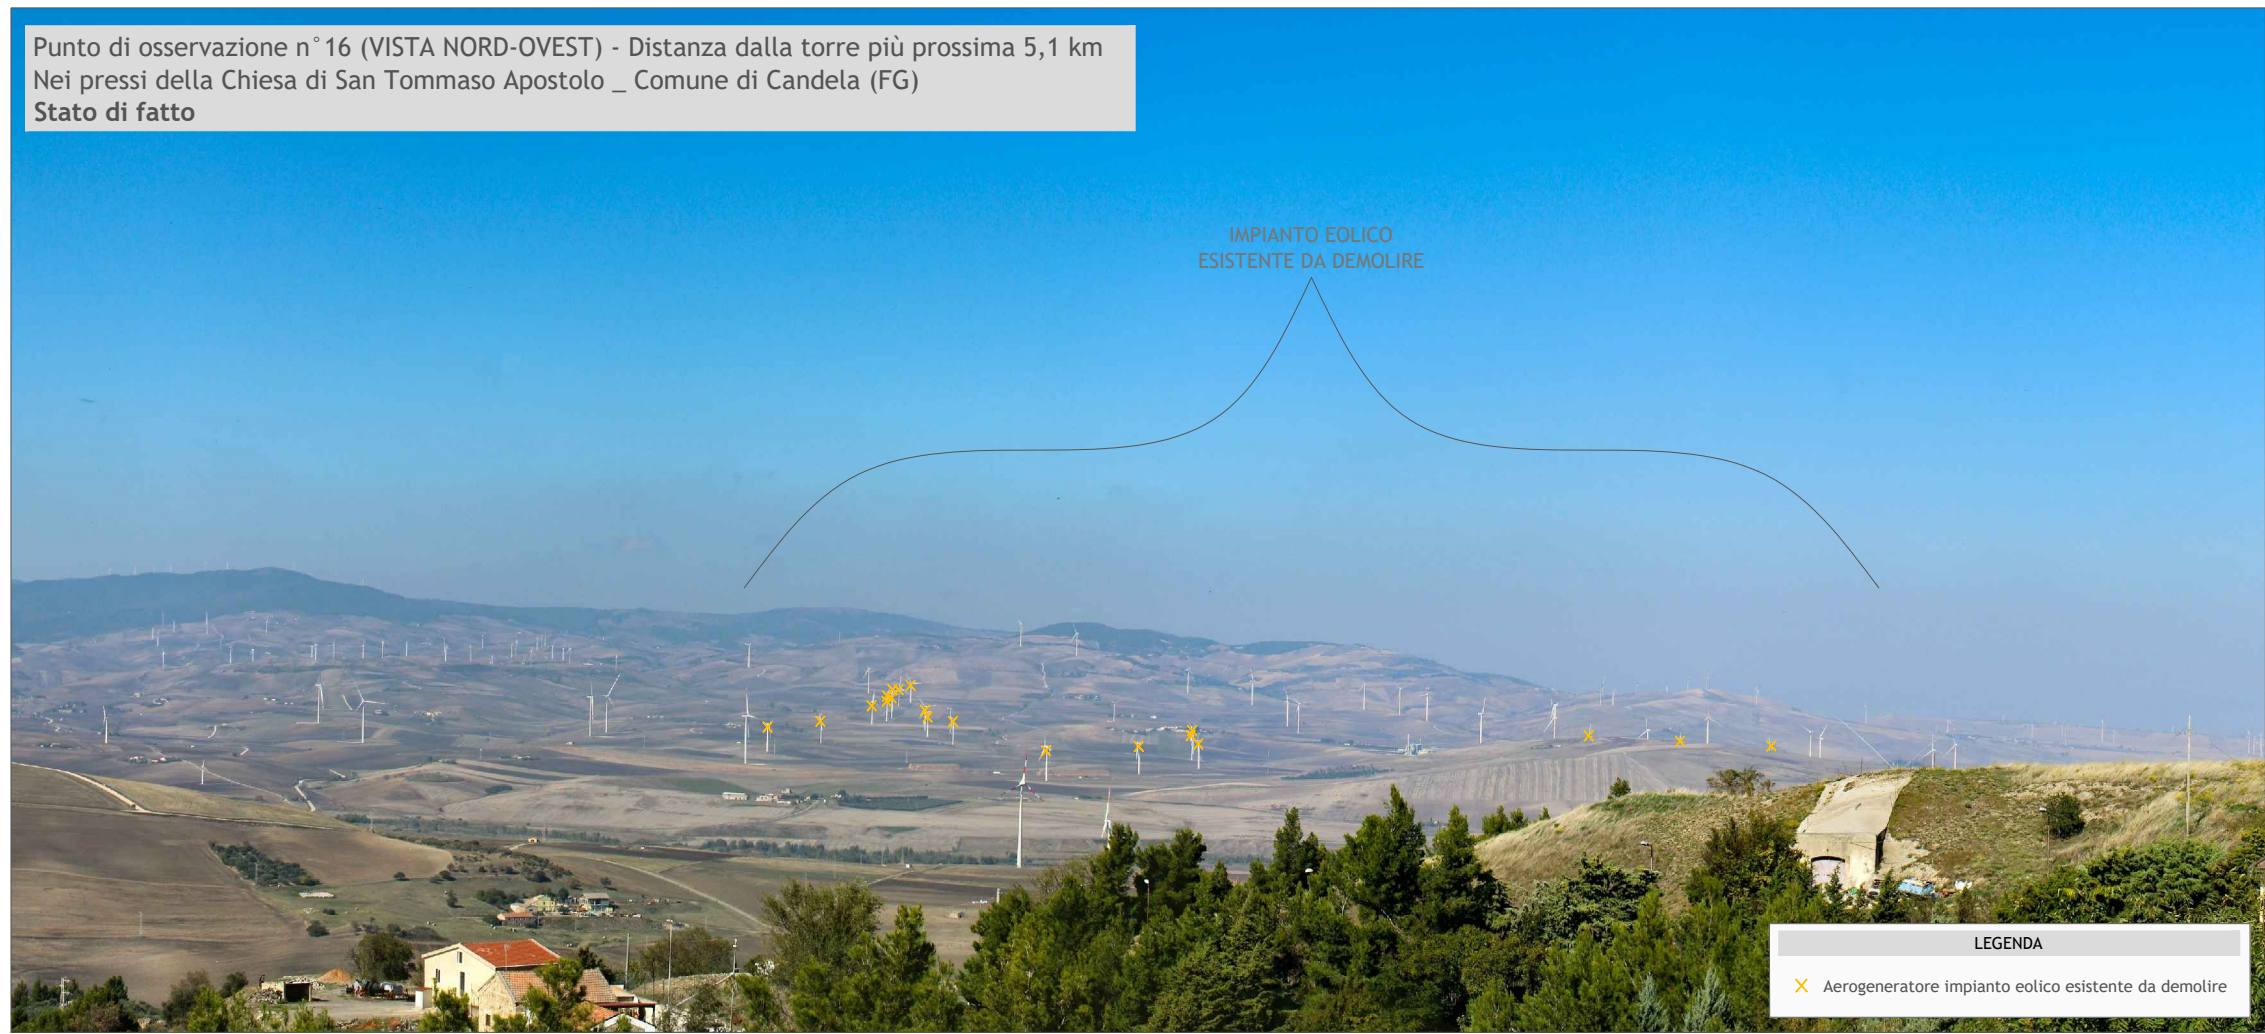 Punto di osservazione n°16 (VISTA NORD-OVEST) - Distanza dalla torre più prossima 5,1 km
Nei pressi della Chiesa di San Tommaso Apostolo _ Comune di Candela (FG)
Stato di fatto
IMPIANTO EOLICO
ESISTENTE DA DEMOLIRE
LEGENDA
Aerogeneratore impianto eolico esistente da demolire